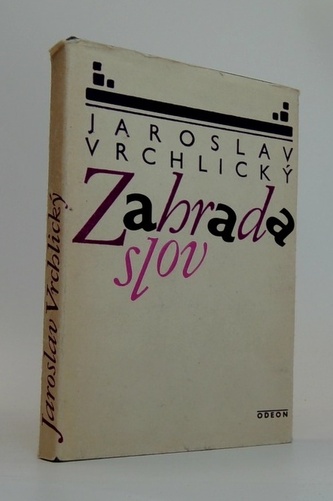 JAROSLAV
VRCHLICKÝ
Zahrada
slov
ODEON
Jaroslav Vrchlický